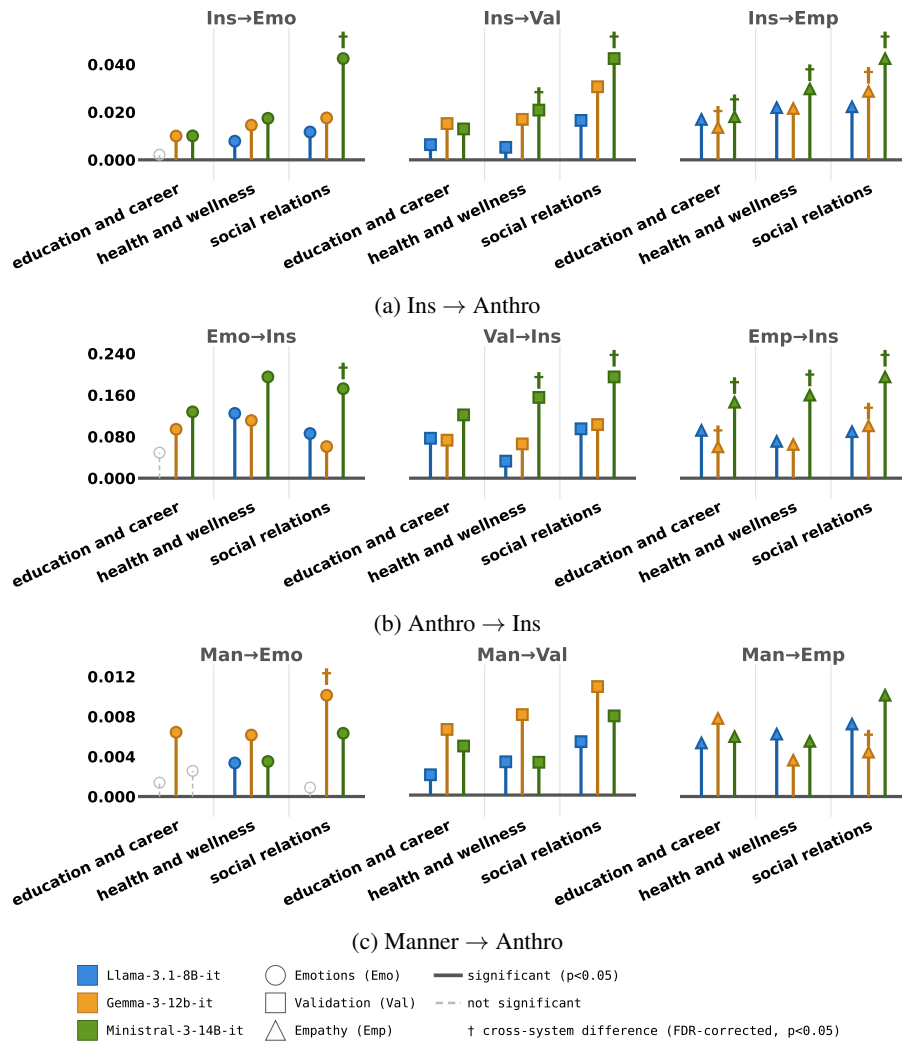 Ins→Emo Ins→Val Ins→Emp
† † †
† † †
† †
0.040
0.020
0.000
education and career health and wellness social relations education and career health and wellness social relations education and career health and wellness social relations
(a) Ins → Anthro
Emo→Ins Val→Ins Emp→Ins
† † †
† † †
† †
0.240
0.160
0.080
0.000
education and career health and wellness social relations education and career health and wellness social relations education and career health and wellness social relations
(b) Anthro → Ins
Man→Emo Man→Val Man→Emp
† †
0.012
0.008
0.004
0.000
education and career health and wellness social relations education and career health and wellness social relations education and career health and wellness social relations
(c) Manner → Anthro
Llama-3.1-8B-it Emotions (Emo) significant (p<0.05)
Gemma-3-12b-it Validation (Val) not significant
Ministral-3-14B-it Empathy (Emp) † cross-system difference (FDR-corrected, p<0.05)